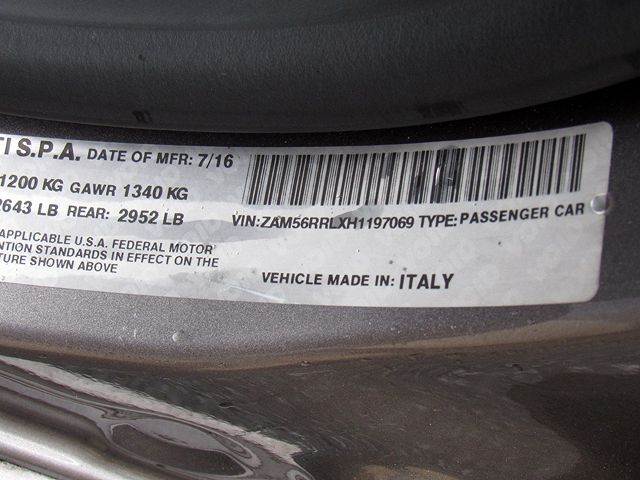 TI S.P.A. DATE OF MFR: 7/16
1200 KG GAWR 1340 KG
2643 LB REAR: 2952 LB
VIN:ZAM56RRLXH1197069 TYPE:PASSENGER CAR
APPLICABLE U.S.A. FEDERAL MOTOR
NTION STANDARDS IN EFFECT ON THE
TURE SHOWN ABOVE
VEHICLE MADE IN: ITALY